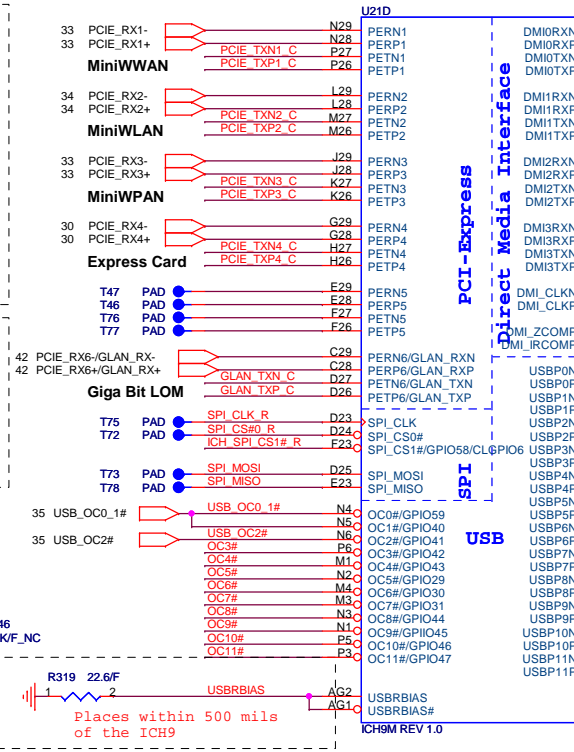 U21D
33 PCIE_RX1- N29 PERN1 DMI0RXN
33 PCIE_RX1+ N28 PERP1 DMI0RXP
PCIE_TXN1_C P27 PETN1 DMI0TXN
MiniWWAN PCIE_TXP1_C P26 PETP1 DMI0TXP
34 PCIE_RX2- L29 PERN2 DMI1RXN
34 PCIE_RX2+ L28 PERP2 DMI1RXP
PCIE_TXN2_C M27 PETN2 DMI1TXN
MiniWLAN PCIE_TXP2_C M26 PETP2 DMI1TXP
33 PCIE_RX3- J29 PERN3 DMI2RXN
33 PCIE_RX3+ J28 PERP3 DMI2RXP
PCIE_TXN3_C K27 PETN3 DMI2TXN
MiniWPAN PCIE_TXP3_C K26 PETP3 DMI2TXP
30 PCIE_RX4- G29 PERN4 DMI3RXN
30 PCIE_RX4+ G28 PERP4 DMI3RXP
PCIE_TXN4_C H27 PETN4 DMI3TXN
Express Card PCIE_TXP4_C H26 PETP4 DMI3TXP
PCI-Express
Direct Media Interface
T47 PAD E29 PERN5 DMI_CLKN
T46 PAD E28 PERP5 DMI_CLKP
T76 PAD F27 PETN5
T77 PAD F26 PETP5 DMI_ZCOMP
DMI_IRCOMP
42 PCIE_RX6-/GLAN_RX- C29 PERN6/GLAN_RXN
42 PCIE_RX6+/GLAN_RX+ C28 PERP6/GLAN_RXP USBP0N
GLAN_TXN_C D27 PETN6/GLAN_TXN USBP0P
Giga Bit LOM GLAN_TXP_C D26 PETP6/GLAN_TXP USBP1N
USBP1P
T75 PAD SPI_CLK_R D23 SPI_CLK USBP2N
T72 PAD SPI_CS#0_R D24 SPI_CS0# USBP2P
ICH_SPI_CS1#_R F23 SPI_CS1#/GPIO58/CLGPIO6 USBP3N
USBP3P
T73 PAD SPI_MOSI D25 SPI_MOSI USBP4N
T78 PAD SPI_MISO E23 SPI_MISO USBP4P
SPI
USBP5N
35 USB_OC0_1# USB_OC0_1# N4 OC0#/GPIO59 USBP5P
N5 OC1#/GPIO40 USBP6N
35 USB_OC2# USB_OC2# N6 OC2#/GPIO41 USB USBP6P
OC3# P6 OC3#/GPIO42 USBP7N
OC4# M1 OC4#/GPIO43 USBP7P
OC5# N2 OC5#/GPIO29 USBP8N
OC6# M4 OC6#/GPIO30 USBP8P
OC7# M3 OC7#/GPIO31 USBP9N
OC8# N3 OC8#/GPIO44 USBP9P
46 OC9# N1 OC9#/GPIIO45 USBP10N
K/F_NC OC10# P5 OC10#/GPIO46 USBP10P
OC11# P3 OC11#/GPIO47 USBP11N
USBP11P
R319 22.6/F
1 2 USBRBIAS AG2 USBRBIAS
AG1 USBRBIAS#
Places within 500 mils
of the ICH9
ICH9M REV 1.0